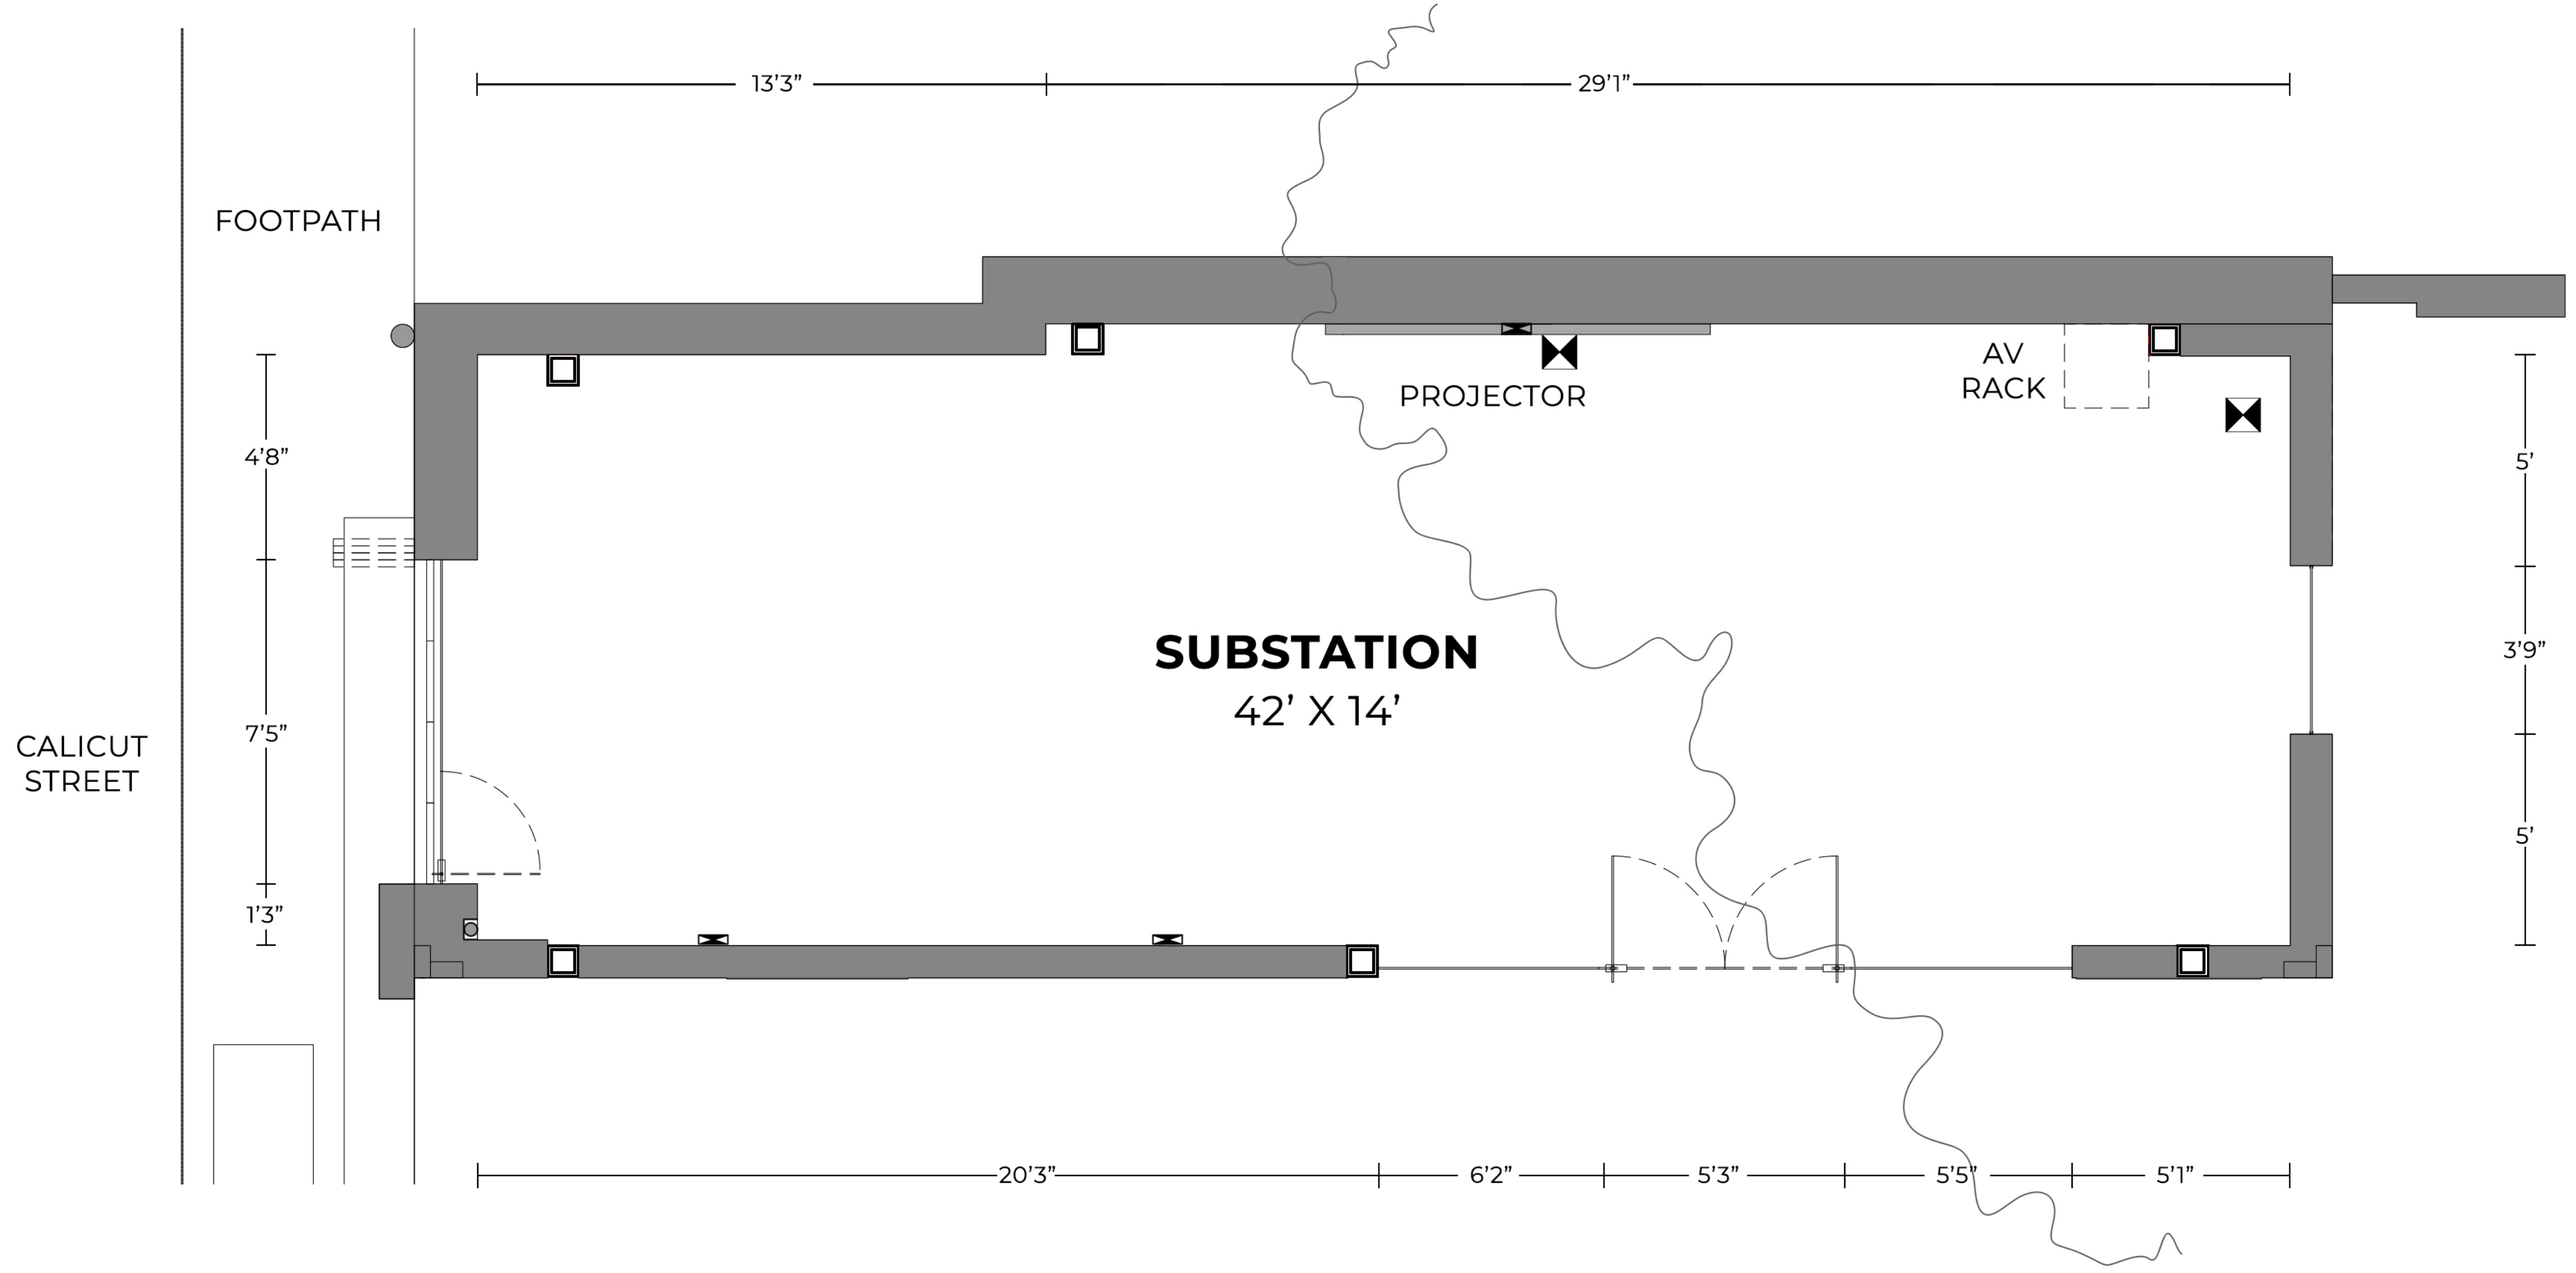 13’3”
29’1”
FOOTPATH
AV
RACK
PROJECTOR
4’8”
5’
SUBSTATION
42’ X 14’
3’9”
7’5”
CALICUT
STREET
5’
1’3”
20’3”
6’2”
5’3”
5’5”
5’1”